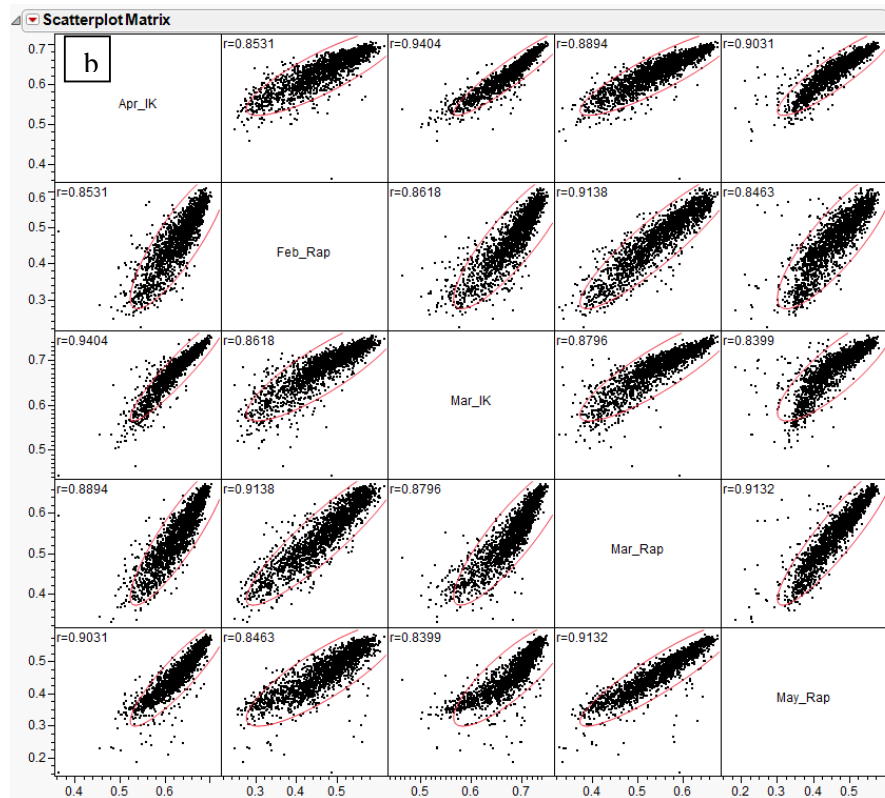 Scatterplot Matrix
b
0.7
0.6
0.5
0.4
Apr_IK
r=0.8531
r=0.9404
r=0.8894
r=0.9031
0.6
0.5
0.4
0.3
r=0.8531
Feb_Rap
r=0.8618
r=0.9138
r=0.8463
0.7
0.6
0.5
r=0.9404
r=0.8618
Mar_IK
r=0.8796
r=0.8399
0.6
0.5
0.4
r=0.8894
r=0.9138
r=0.8796
Mar_Rap
r=0.9132
0.5
0.4
0.3
0.2
r=0.9031
r=0.8463
r=0.8399
r=0.9132
May_Rap
0.4 0.5 0.6 0.3 0.4 0.5 0.5 0.6 0.7 0.4 0.5 0.6 0.2 0.3 0.4 0.5